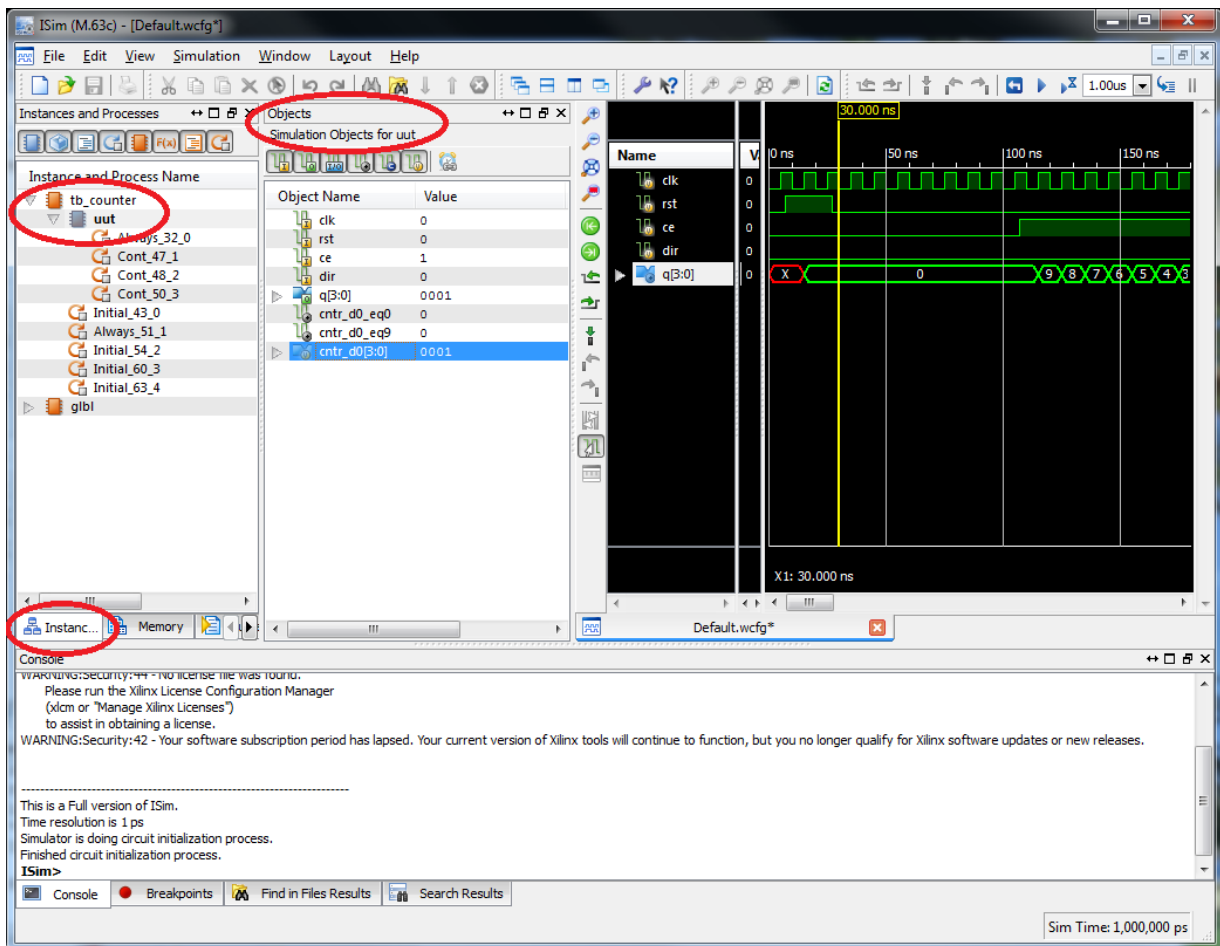 ISim (M.63c) - [Default.wcfg*]
File Edit View Simulation Window Layout Help
1.00us
Instances and Processes
F(x)
Instance and Process Name
tb_counter
uut
Always_32_0
Cont_47_1
Cont_48_2
Cont_50_3
Initial_43_0
Always_51_1
Initial_54_2
Initial_60_3
Initial_63_4
glbl
Instanc... Memory
Objects
Simulation Objects for uut
Object Name Value
clk 0
rst 0
ce 1
dir 0
q[3:0] 0001
cntr_d0_eq0 0
cntr_d0_eq9 0
cntr_d0[3:0] 0001
30.000 ns
Name V 0 ns 50 ns 100 ns 150 ns
clk 0
rst 0
ce 0
dir 0
q[3:0] 0 X 0 9 8 7 6 5 4 3
X1: 30.000 ns
Default.wcfg*
Console
WARNING:Security:44 - No license file was found.
Please run the Xilinx License Configuration Manager
(xlcm or "Manage Xilinx Licenses")
to assist in obtaining a license.
WARNING:Security:42 - Your software subscription period has lapsed. Your current version of Xilinx tools will continue to function, but you no longer qualify for Xilinx software updates or new releases.
----------------------------------------------------------------------
This is a Full version of ISim.
Time resolution is 1 ps
Simulator is doing circuit initialization process.
Finished circuit initialization process.
ISim>
Console Breakpoints Find in Files Results Search Results
Sim Time: 1,000,000 ps